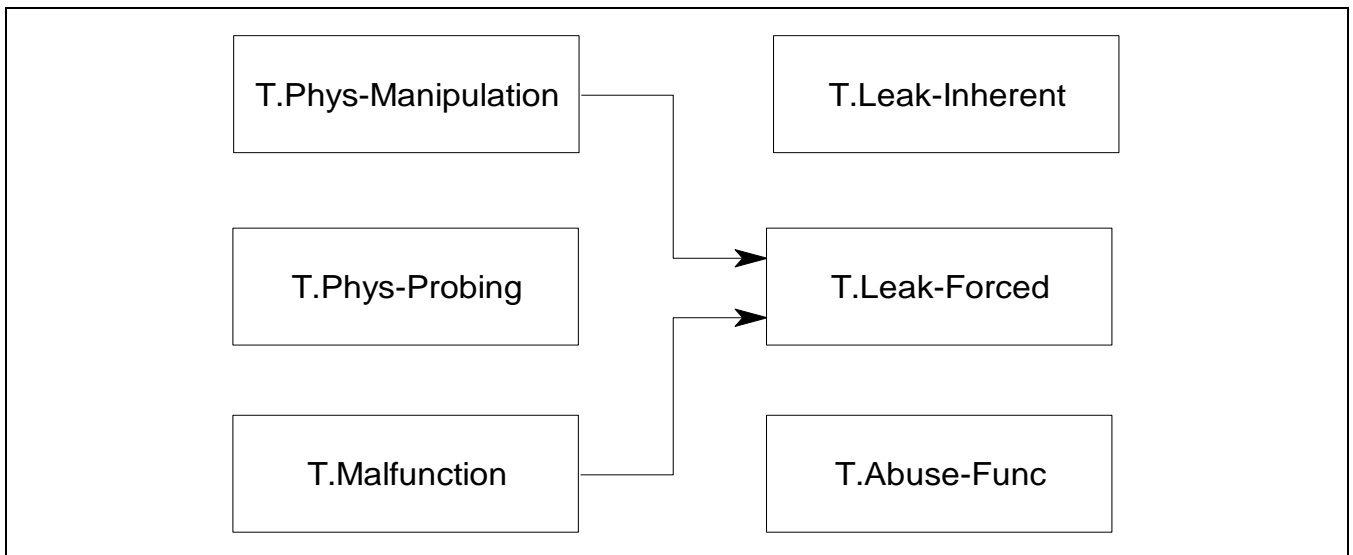 T.Phys-Manipulation
T.Leak-Inherent
T.Phys-Probing
T.Leak-Forced
T.Malfunction
T.Abuse-Func